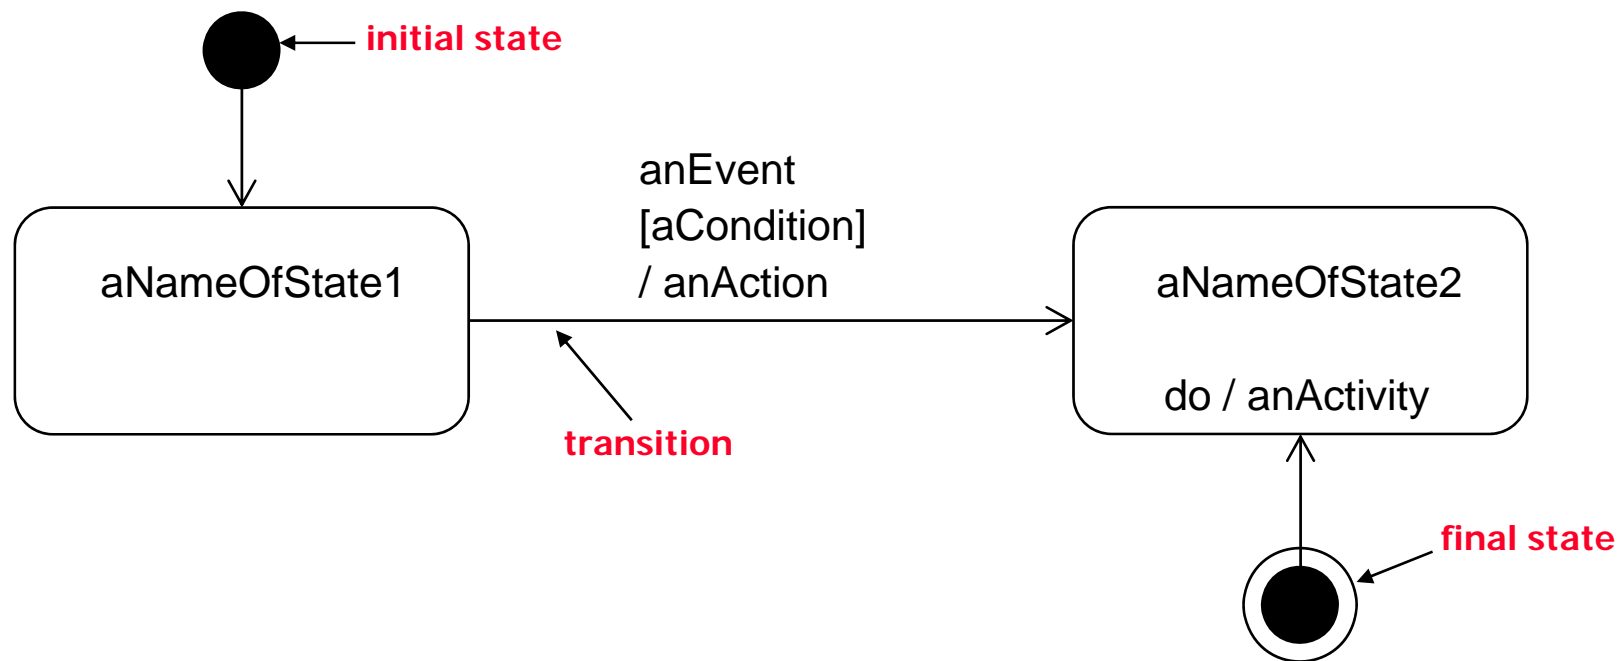 initial state
anEvent
[aCondition]
/ anAction
aNameOfState1
aNameOfState2
do / anActivity
transition
final state